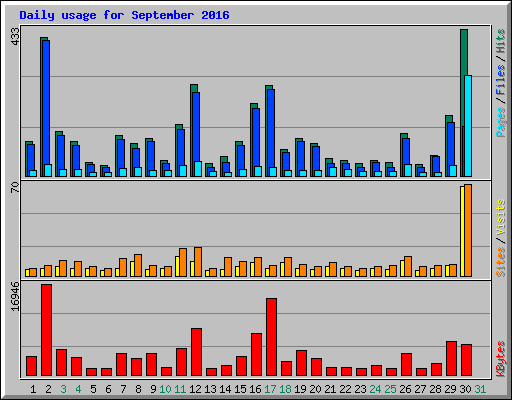 Daily usage for September 2016
433
Pages / Files / Hits
70
Sites / Visits
16946
KBytes
1 2 3 4 5 6 7 8 9 10 11 12 13 14 15 16 17 18 19 20 21 22 23 24 25 26 27 28 29 30 31